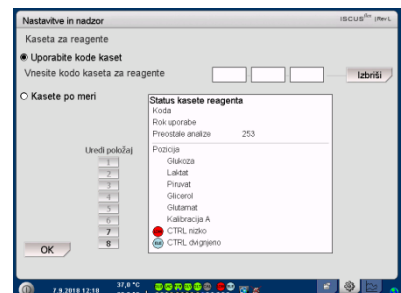 Nastavitve in nadzor
ISCUS
Kaseta za reagente
Uporabite kode kaset
Vnesite kodo kaseta za reagente
Izbriši
Kasete po meri
Status kasete reagenta
Koda
Rok uporabe
Preostale analize 253
Uredi položaj
Pozicija
1 Glukoza
2 Laktat
3 Piruvat
4 Glicerol
5 Glutamat
6 Kalibracija A
7 CTRL nizko
8 CTRL dvignjeno
OK
7.9.2018 12:18
37,0 °C